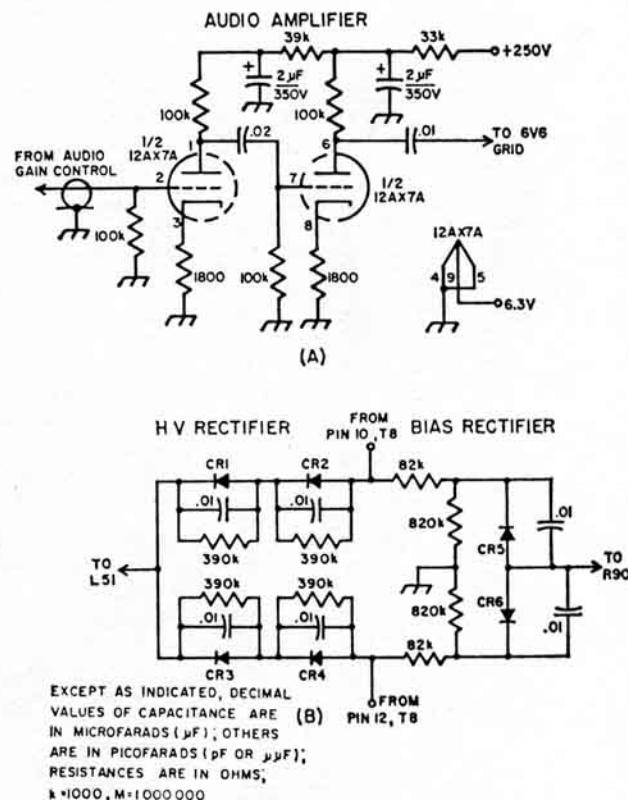 AUDIO AMPLIFIER
39k
33k
+250V
+
2µF
350V
+
2µF
350V
100k
100k
.02
.01
TO 6V6
GRID
1/2
12AX7A
1
6
FROM AUDIO
GAIN CONTROL
2
7
1/2
12AX7A
3
8
100k
1800
100k
1800
12AX7A
4
9
5
6.3V
(A)
HV RECTIFIER
FROM
PIN 10, T8
BIAS RECTIFIER
CR1
CR2
82k
.01
.01
.01
390k
390k
820k
CR5
TO
L51
TO
R90
390k
390k
820k
CR6
.01
.01
.01
82k
CR3
CR4
FROM
PIN 12, T8
(B)
EXCEPT AS INDICATED, DECIMAL
VALUES OF CAPACITANCE ARE
IN MICROFARADS (µF); OTHERS
ARE IN PICOFARADS (pF OR µµF);
RESISTANCES ARE IN OHMS;
k=1000, M=1000000